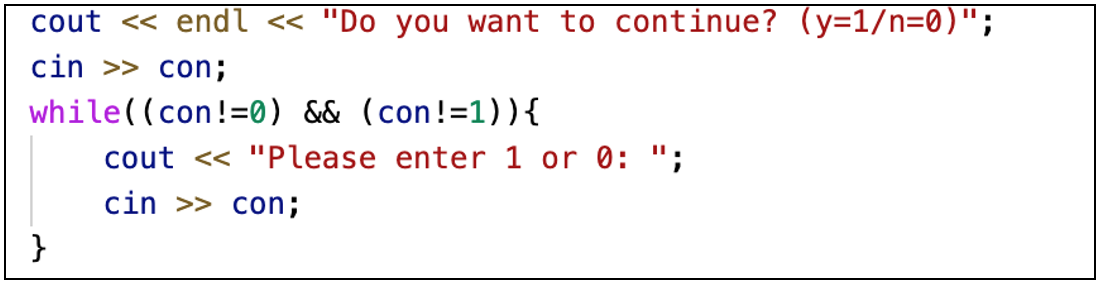 cout << endl << "Do you want to continue? (y=1/n=0)";
cin >> con;
while((con!=0) && (con!=1)){
    cout << "Please enter 1 or 0: ";
    cin >> con;
}